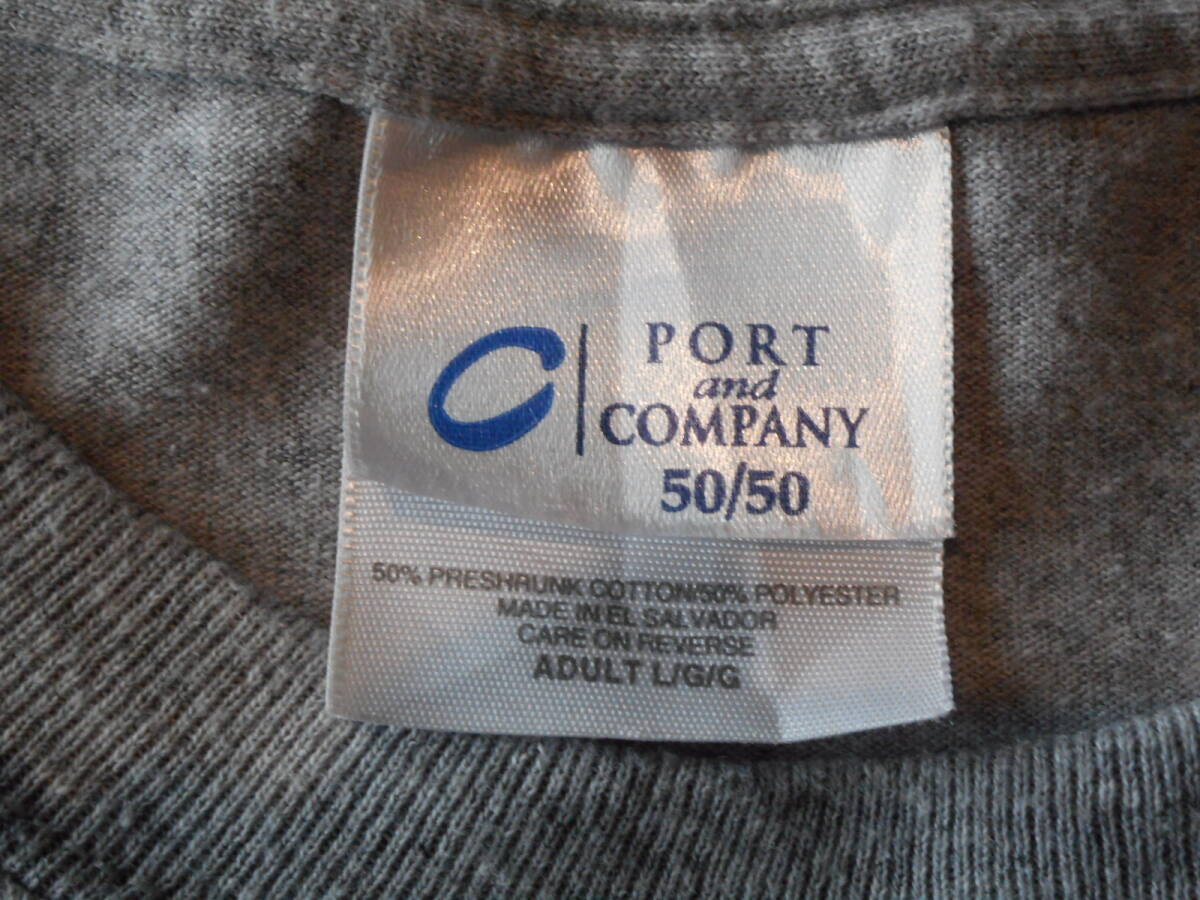 PORT
and
COMPANY
50/50
50% PRESHRUNK COTTON/50% POLYESTER
MADE IN EL SALVADOR
CARE ON REVERSE
ADULT L/G/G